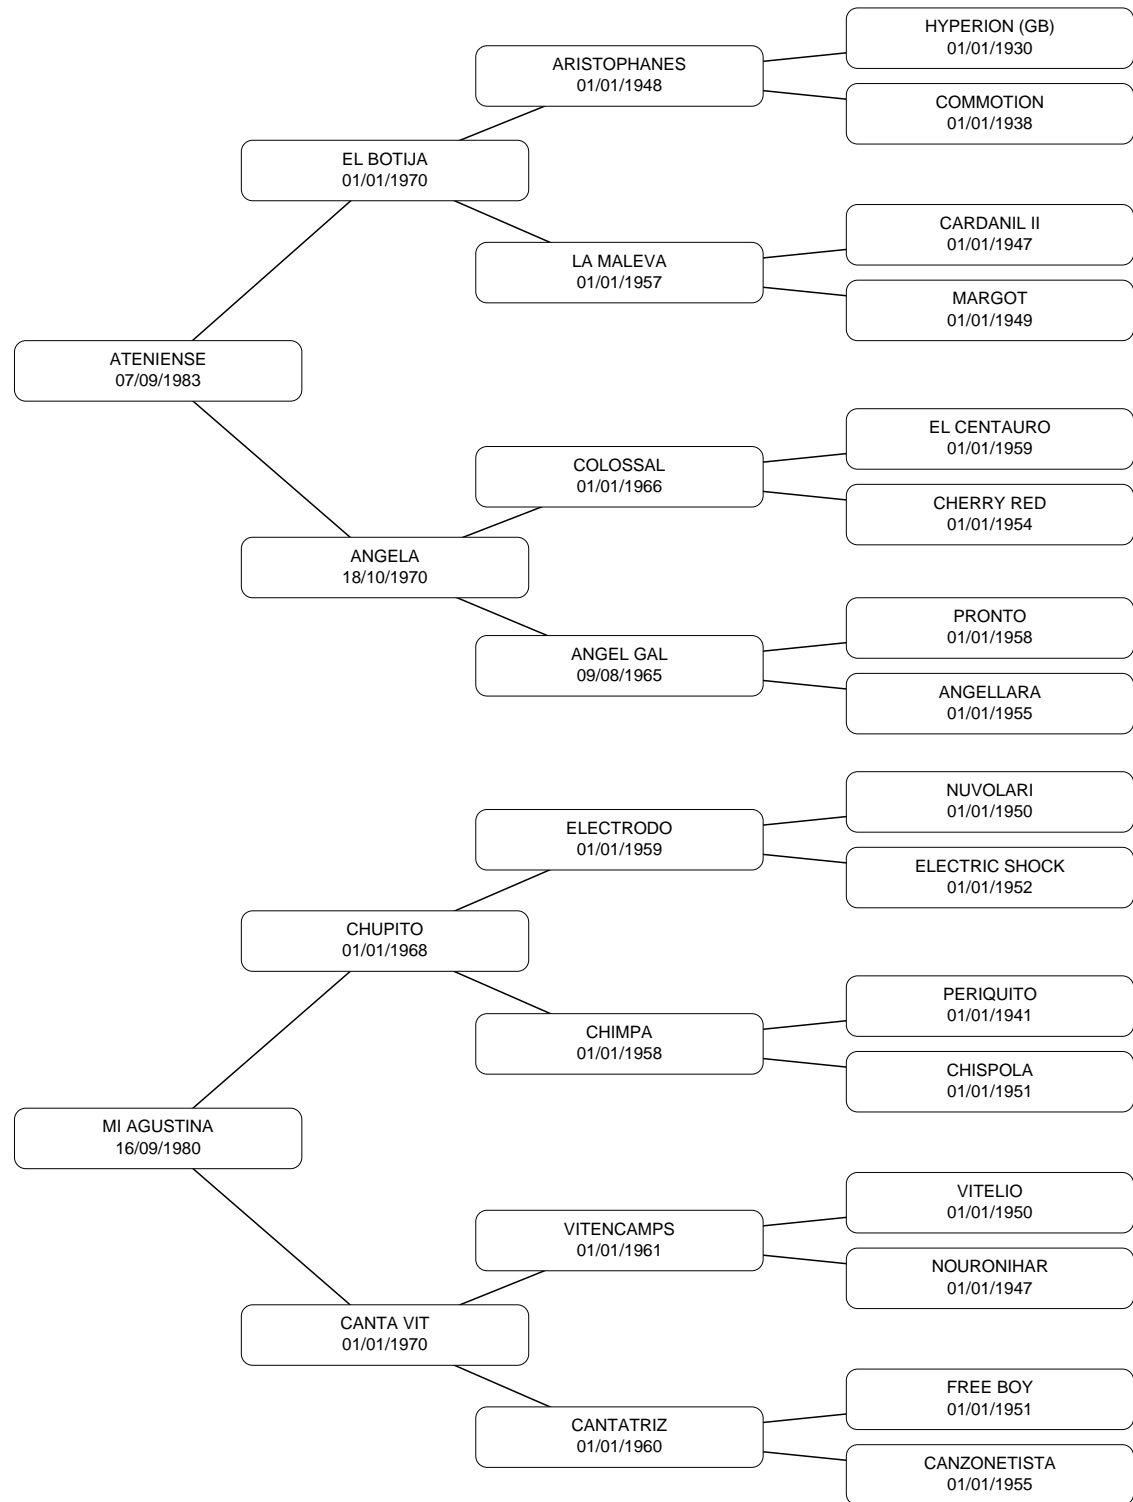 HYPERION (GB)
01/01/1930
ARISTOPHANES
01/01/1948
COMMOTION
01/01/1938
EL BOTIJA
01/01/1970
CARDANIL II
01/01/1947
LA MALEVA
01/01/1957
MARGOT
01/01/1949
ATENIENSE
07/09/1983
EL CENTAURO
01/01/1959
COLOSSAL
01/01/1966
CHERRY RED
01/01/1954
ANGELA
18/10/1970
PRONTO
01/01/1958
ANGEL GAL
09/08/1965
ANGELLARA
01/01/1955
NUVOLARI
01/01/1950
ELECTRODO
01/01/1959
ELECTRIC SHOCK
01/01/1952
CHUPITO
01/01/1968
PERIQUITO
01/01/1941
CHIMPA
01/01/1958
CHISPOLA
01/01/1951
MI AGUSTINA
16/09/1980
VITELIO
01/01/1950
VITENCAMPS
01/01/1961
NOURONIHAR
01/01/1947
CANTA VIT
01/01/1970
FREE BOY
01/01/1951
CANTATRIZ
01/01/1960
CANZONETISTA
01/01/1955